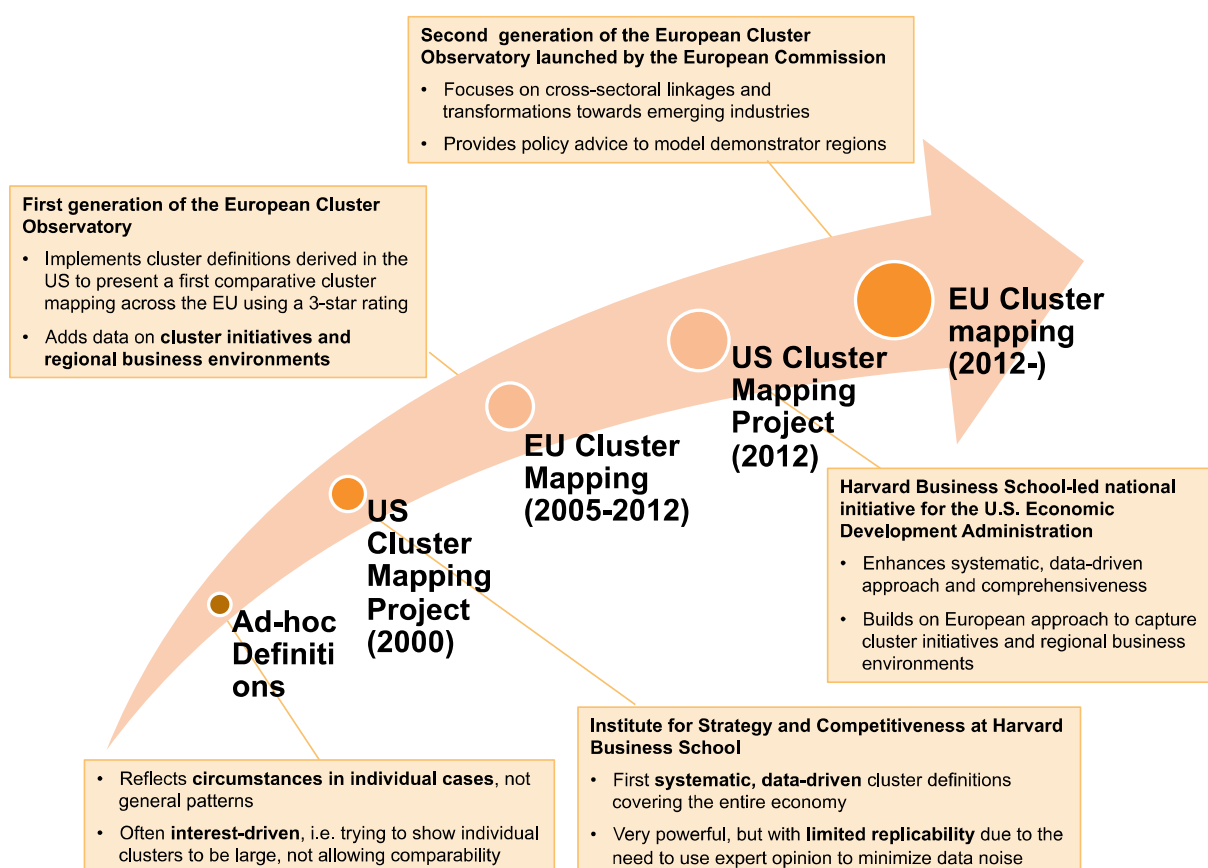 Second  generation of the European Cluster
Observatory launched by the European Commission
• Focuses on cross-sectoral linkages and
transformations towards emerging industries
• Provides policy advice to model demonstrator regions
First generation of the European Cluster
Observatory
• Implements cluster definitions derived in the
US to present a first comparative cluster
mapping across the EU using a 3-star rating
• Adds data on cluster initiatives and
regional business environments
EU Cluster
mapping
(2012-)
US Cluster
Mapping
Project
(2012)
EU Cluster
Mapping
(2005-2012)
US
Cluster
Mapping
Project
(2000)
Ad-hoc
Definiti
ons
Harvard Business School-led national
initiative for the U.S. Economic
Development Administration
• Enhances systematic, data-driven
approach and comprehensiveness
• Builds on European approach to capture
cluster initiatives and regional business
environments
Institute for Strategy and Competitiveness at Harvard
Business School
• First systematic, data-driven cluster definitions
covering the entire economy
• Very powerful, but with limited replicability due to the
need to use expert opinion to minimize data noise
• Reflects circumstances in individual cases, not
general patterns
• Often interest-driven, i.e. trying to show individual
clusters to be large, not allowing comparability